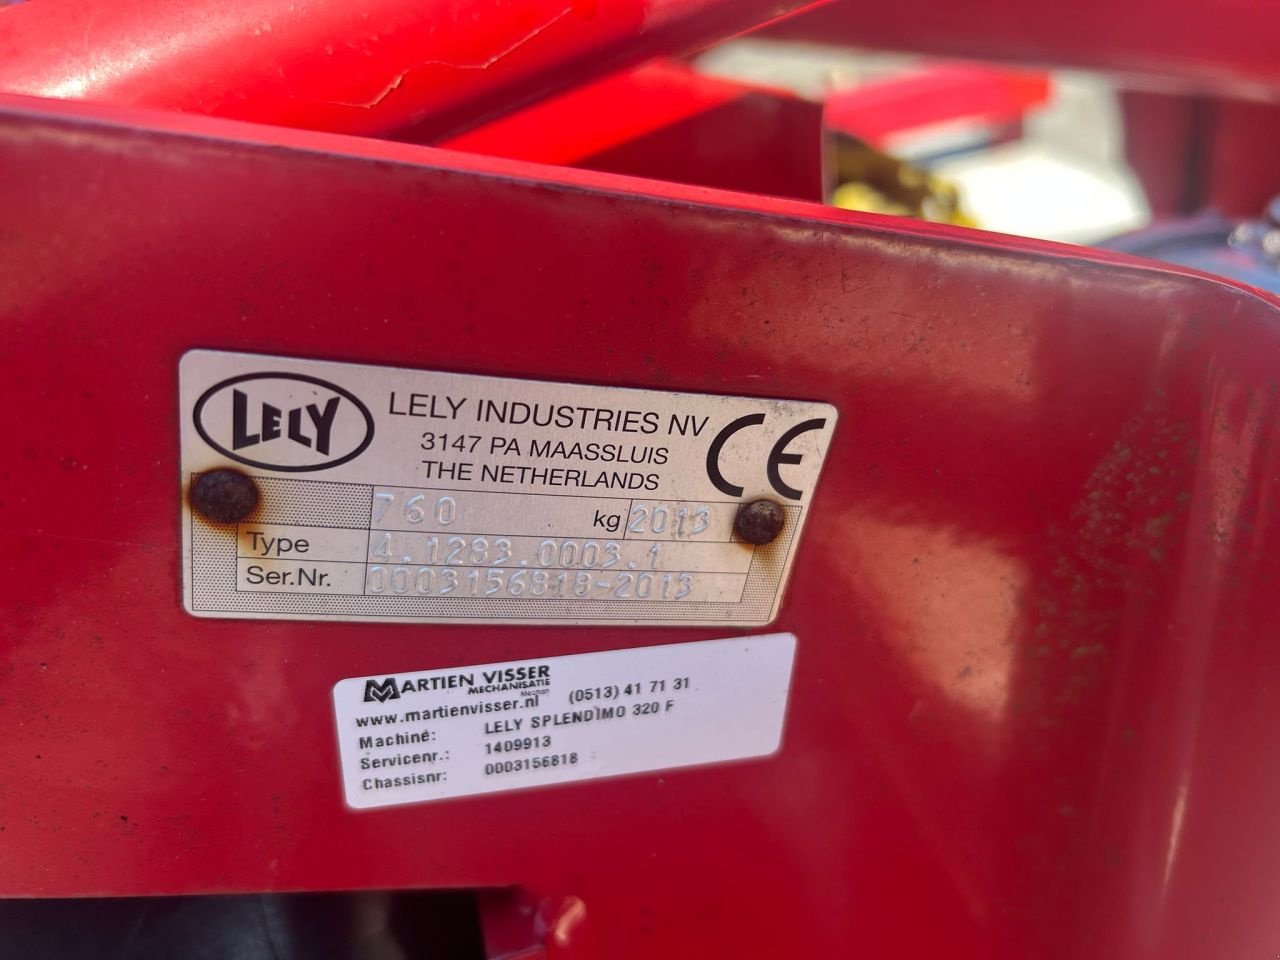 LELY
LELY INDUSTRIES NV
3147 PA MAASSLUIS
THE NETHERLANDS
CE
760 kg 2013
Type 4.1283.0003.1
Ser.Nr. 0003156818-2013
MARTIEN VISSER
MECHANISATIE
Mechan
www.martienvisser.nl (0513) 41 71 31
Machine: LELY SPLENDIMO 320 F
Servicenr.: 1409913
Chassisnr: 0003156818